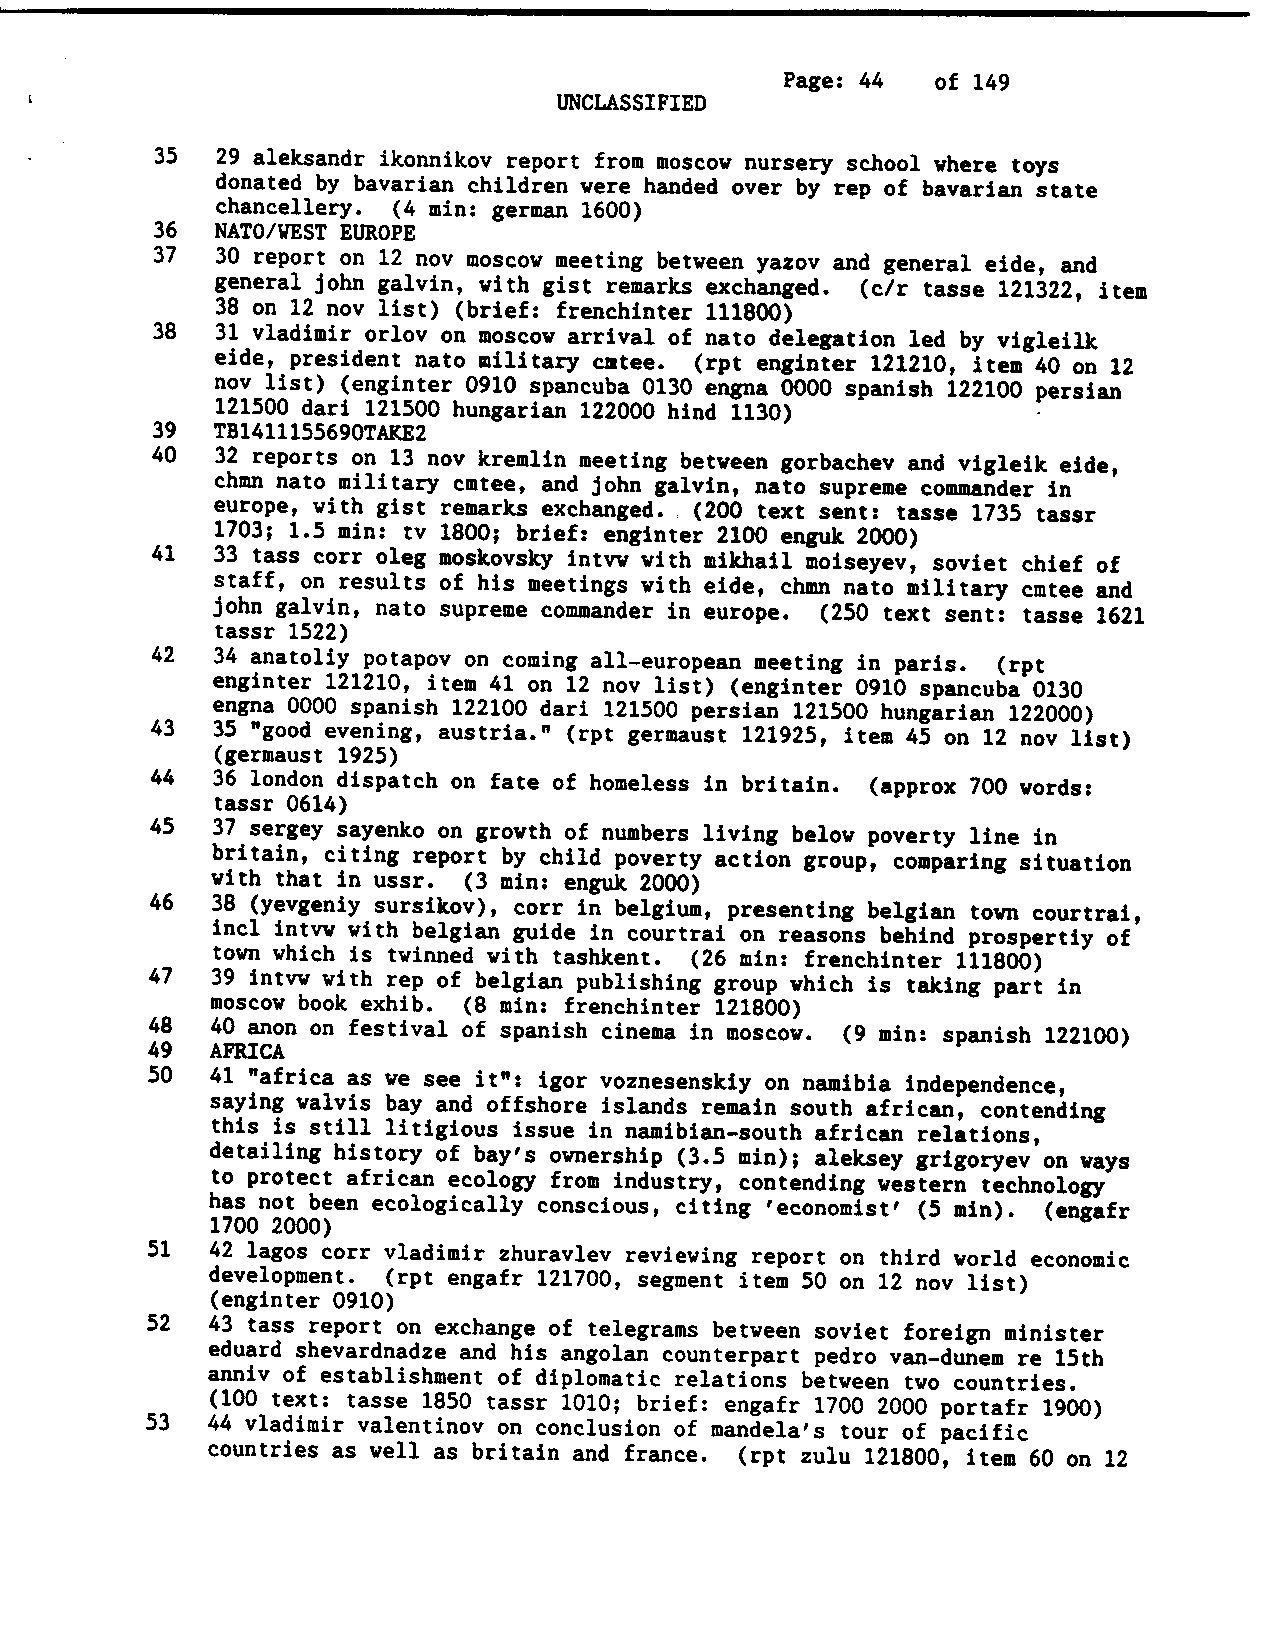 Page: 44 of 149
UNCLASSIFIED
35 29 aleksandr ikonnikov report from moscow nursery school where toys
donated by bavarian children were handed over by rep of bavarian state
chancellery. (4 min: german 1600)
36 NATO/WEST EUROPE
37 30 report on 12 nov moscow meeting between yazov and general eide, and
general john galvin, with gist remarks exchanged. (c/r tasse 121322, item
38 on 12 nov list) (brief: frenchinter 111800)
38 31 vladimir orlov on moscow arrival of nato delegation led by vigleilk
eide, president nato military cmtee. (rpt enginter 121210, item 40 on 12
nov list) (enginter 0910 spancuba 0130 engna 0000 spanish 122100 persian
121500 dari 121500 hungarian 122000 hind 1130)
39 TB1411155690TAKE2
40 32 reports on 13 nov kremlin meeting between gorbachev and vigleik eide,
chmn nato military cmtee, and john galvin, nato supreme commander in
europe, with gist remarks exchanged. (200 text sent: tasse 1735 tassr
1703; 1.5 min: tv 1800; brief: enginter 2100 enguk 2000)
41 33 tass corr oleg moskovsky intvw with mikhail moiseyev, soviet chief of
staff, on results of his meetings with eide, chmn nato military cmtee and
john galvin, nato supreme commander in europe. (250 text sent: tasse 1621
tassr 1522)
42 34 anatoliy potapov on coming all-european meeting in paris. (rpt
enginter 121210, item 41 on 12 nov list) (enginter 0910 spancuba 0130
engna 0000 spanish 122100 dari 121500 persian 121500 hungarian 122000)
43 35 "good evening, austria." (rpt germaust 121925, item 45 on 12 nov list)
(germaust 1925)
44 36 london dispatch on fate of homeless in britain. (approx 700 words:
tassr 0614)
45 37 sergey sayenko on growth of numbers living below poverty line in
britain, citing report by child poverty action group, comparing situation
with that in ussr. (3 min: enguk 2000)
46 38 (yevgeniy sursikov), corr in belgium, presenting belgian town courtrai,
incl intvw with belgian guide in courtrai on reasons behind prospertiy of
town which is twinned with tashkent. (26 min: frenchinter 111800)
47 39 intvw with rep of belgian publishing group which is taking part in
moscow book exhib. (8 min: frenchinter 121800)
48 40 anon on festival of spanish cinema in moscow. (9 min: spanish 122100)
49 AFRICA
50 41 "africa as we see it": igor voznesenskiy on namibia independence,
saying walvis bay and offshore islands remain south african, contending
this is still litigious issue in namibian-south african relations,
detailing history of bay's ownership (3.5 min); aleksey grigoryev on ways
to protect african ecology from industry, contending western technology
has not been ecologically conscious, citing 'economist' (5 min). (engafr
1700 2000)
51 42 lagos corr vladimir zhuravlev reviewing report on third world economic
development. (rpt engafr 121700, segment item 50 on 12 nov list)
(enginter 0910)
52 43 tass report on exchange of telegrams between soviet foreign minister
eduard shevardnadze and his angolan counterpart pedro van-dunem re 15th
anniv of establishment of diplomatic relations between two countries.
(100 text: tasse 1850 tassr 1010; brief: engafr 1700 2000 portafr 1900)
53 44 vladimir valentinov on conclusion of mandela's tour of pacific
countries as well as britain and france. (rpt zulu 121800, item 60 on 12